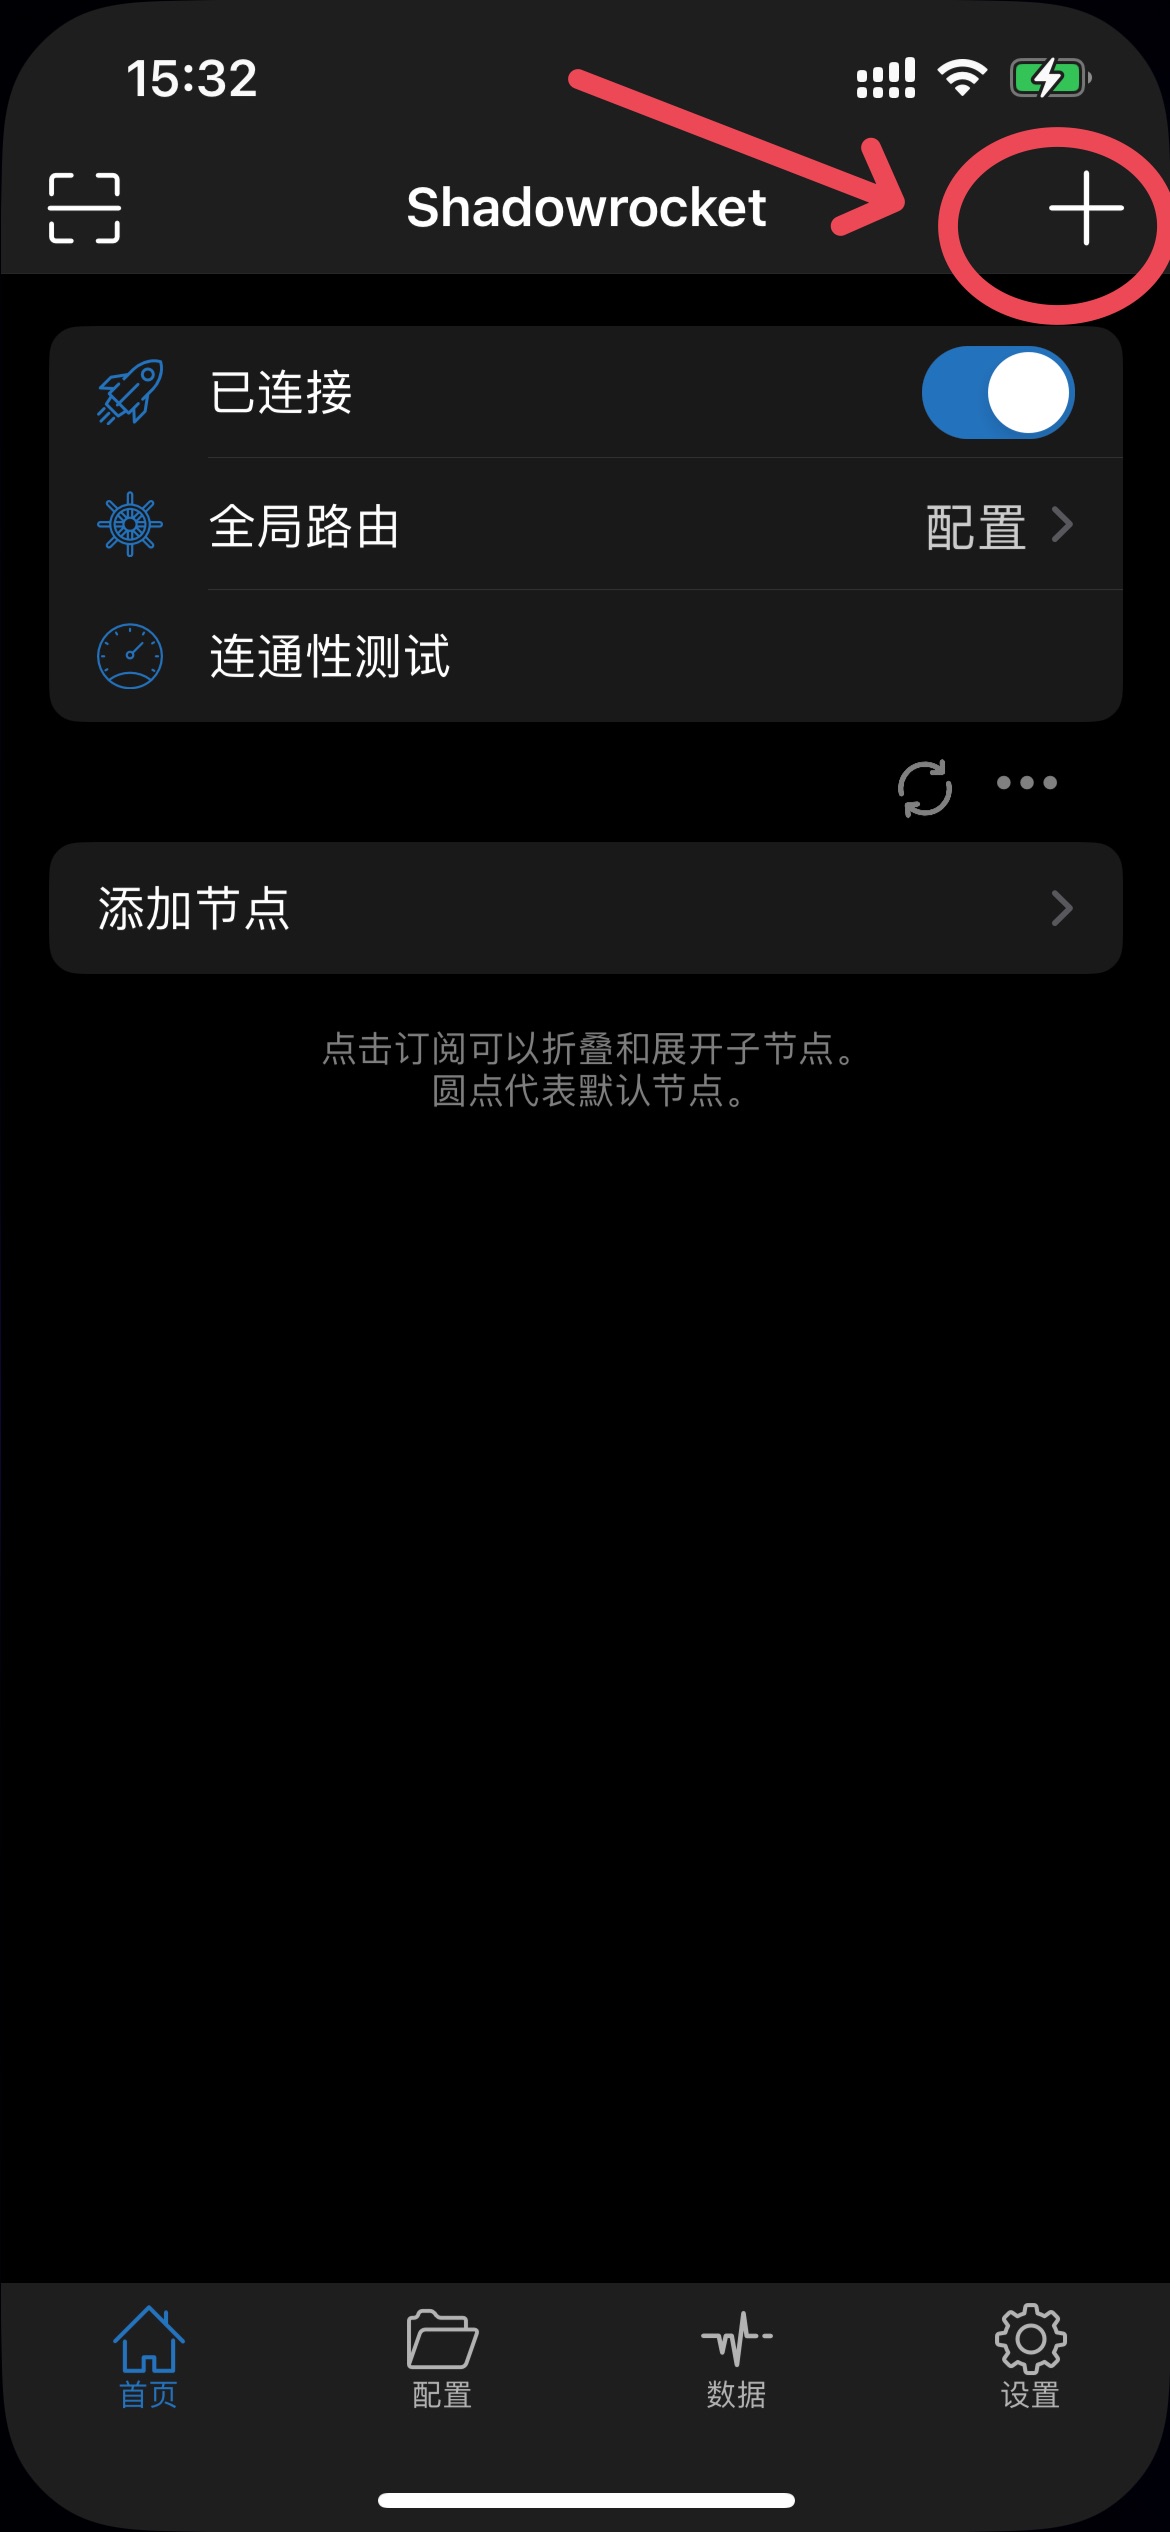 15:32
Shadowrocket
已连接
全局路由 配置
连通性测试
添加节点
点击订阅可以折叠和展开子节点。
圆点代表默认节点。
首页 配置 数据 设置